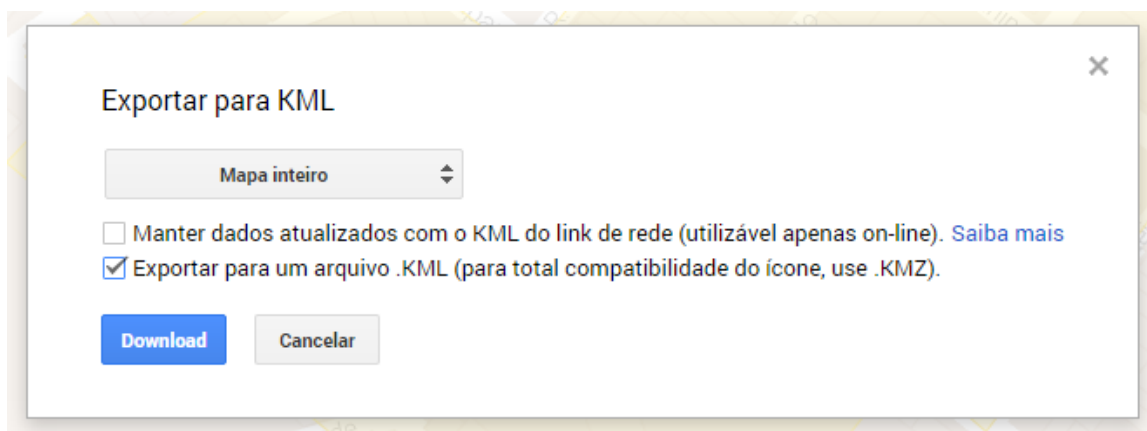 Exportar para KML
Mapa inteiro
Manter dados atualizados com o KML do link de rede (utilizável apenas on-line). Saiba mais
Exportar para um arquivo .KML (para total compatibilidade do ícone, use .KMZ).
Download Cancelar